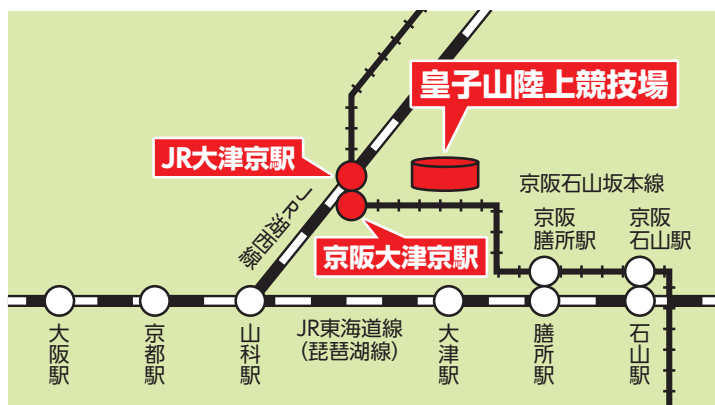 皇子山陸上競技場
JR大津京駅
京阪石山坂本線
JR湖西線
京阪
膳所駅
京阪
石山駅
京阪大津京駅
大阪駅
京都駅
山科駅
JR東海道線
(琵琶湖線)
大津駅
膳所駅
石山駅